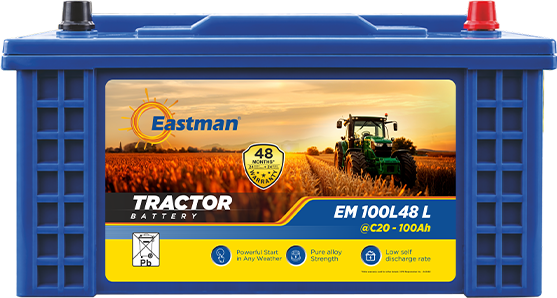 Eastman®
48
MONTHS*
WARRANTY
TRACTOR
BATTERY
EM 100L48 L
@C20 - 100Ah
Pb
Powerful Start
in Any Weather
Pure alloy
Strength
Low self
discharge rate